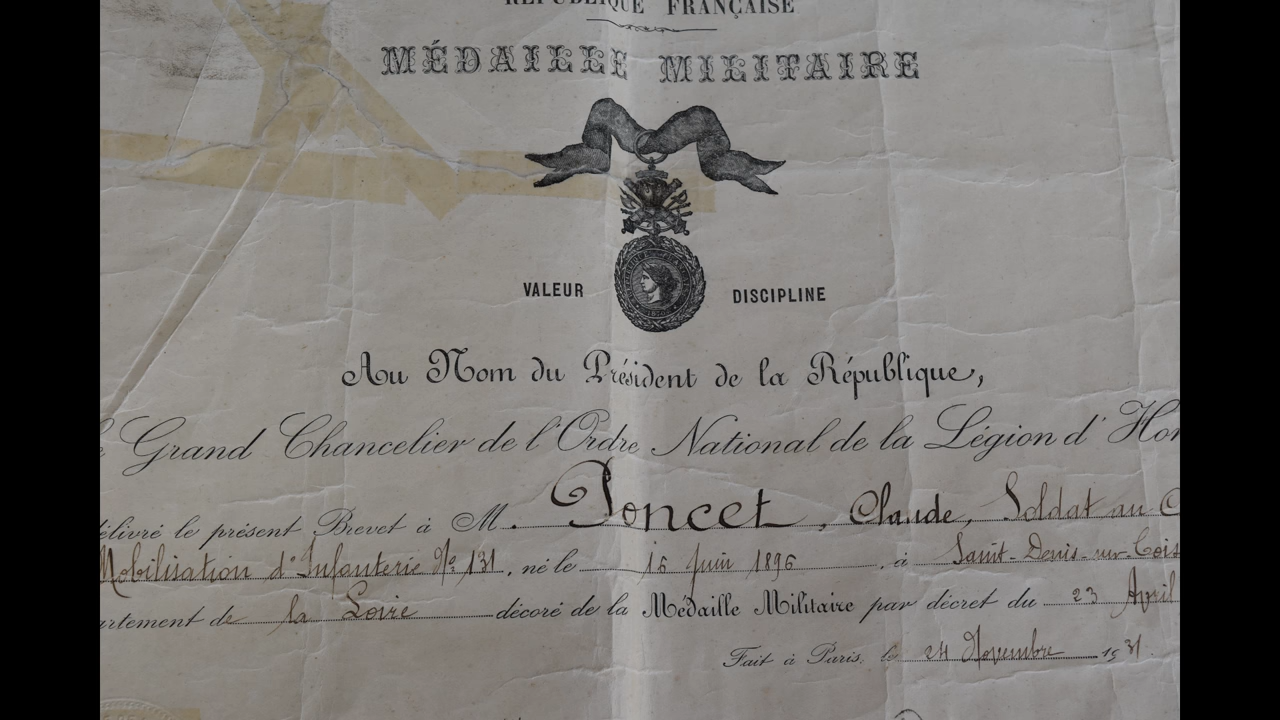 RÉPUBLIQUE FRANÇAISE
MÉDAILLE MILITAIRE
VALEUR DISCIPLINE
Au Nom du Président de la République,
Grand Chancelier de l'Ordre National de la Légion d'Hon
élivré le présent Brevet à M. Poncet, Claude, Soldat au C
Mobilisation d'Infanterie No 131, né le 16 Juin 1896, à Saint-Denis-sur-Cois
artement de la Loire décoré de la Médaille Militaire par décret du 23 April
Fait à Paris, le 24 Novembre 1931.